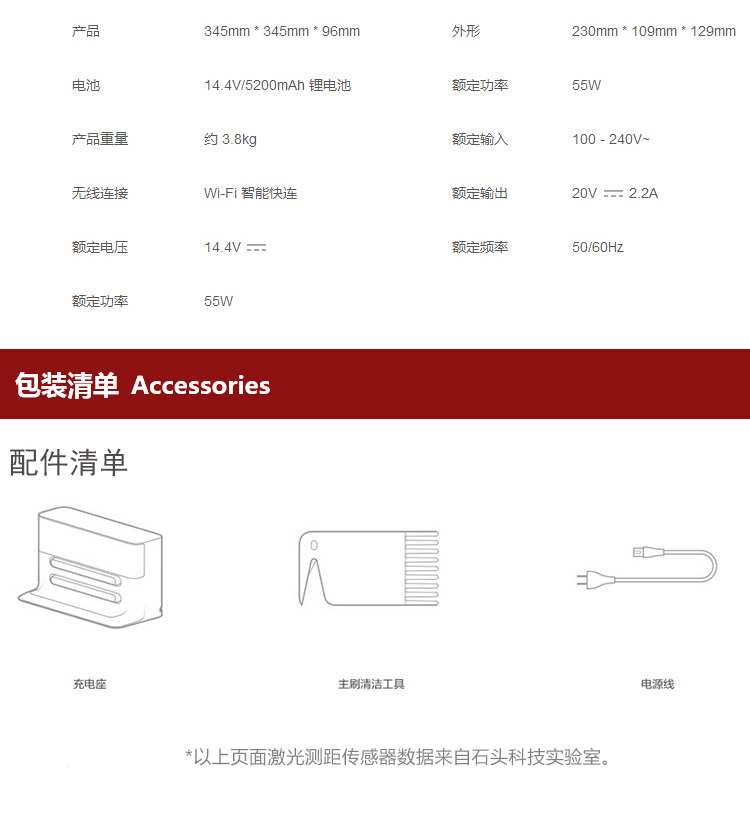 产品 345mm * 345mm * 96mm 外形 230mm * 109mm * 129mm
电池 14.4V/5200mAh 锂电池 额定功率 55W
产品重量 约 3.8kg 额定输入 100 - 240V~
无线连接 Wi-Fi 智能快连 额定输出 20V ⎓ 2.2A
额定电压 14.4V ⎓ 额定频率 50/60Hz
额定功率 55W
包装清单 Accessories
配件清单
充电座 主刷清洁工具 电源线
*以上页面激光测距传感器数据来自石头科技实验室。